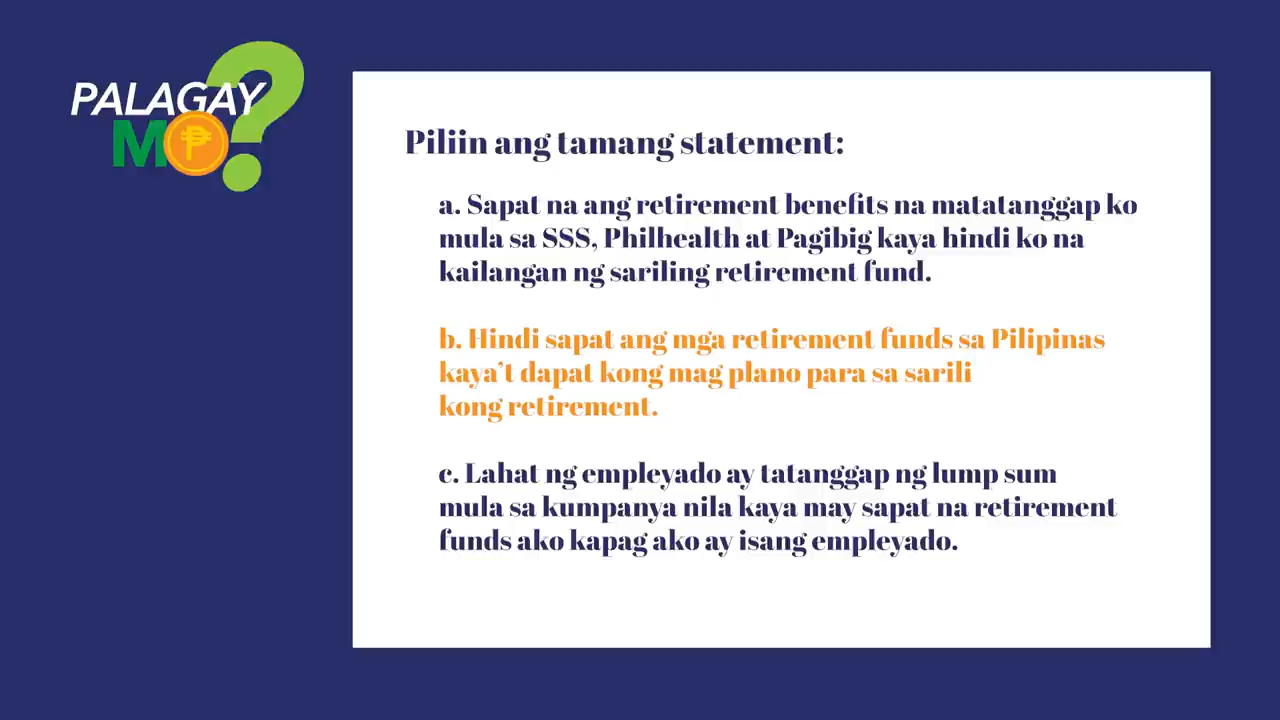 PALAGAY
MO?
Piliin ang tamang statement:
a. Sapat na ang retirement benefits na matatanggap ko
mula sa SSS, Philhealth at Pagibig kaya hindi ko na
kailangan ng sariling retirement fund.
b. Hindi sapat ang mga retirement funds sa Pilipinas
kaya’t dapat kong mag plano para sa sarili
kong retirement.
c. Lahat ng empleyado ay tatanggap ng lump sum
mula sa kumpanya nila kaya may sapat na retirement
funds ako kapag ako ay isang empleyado.